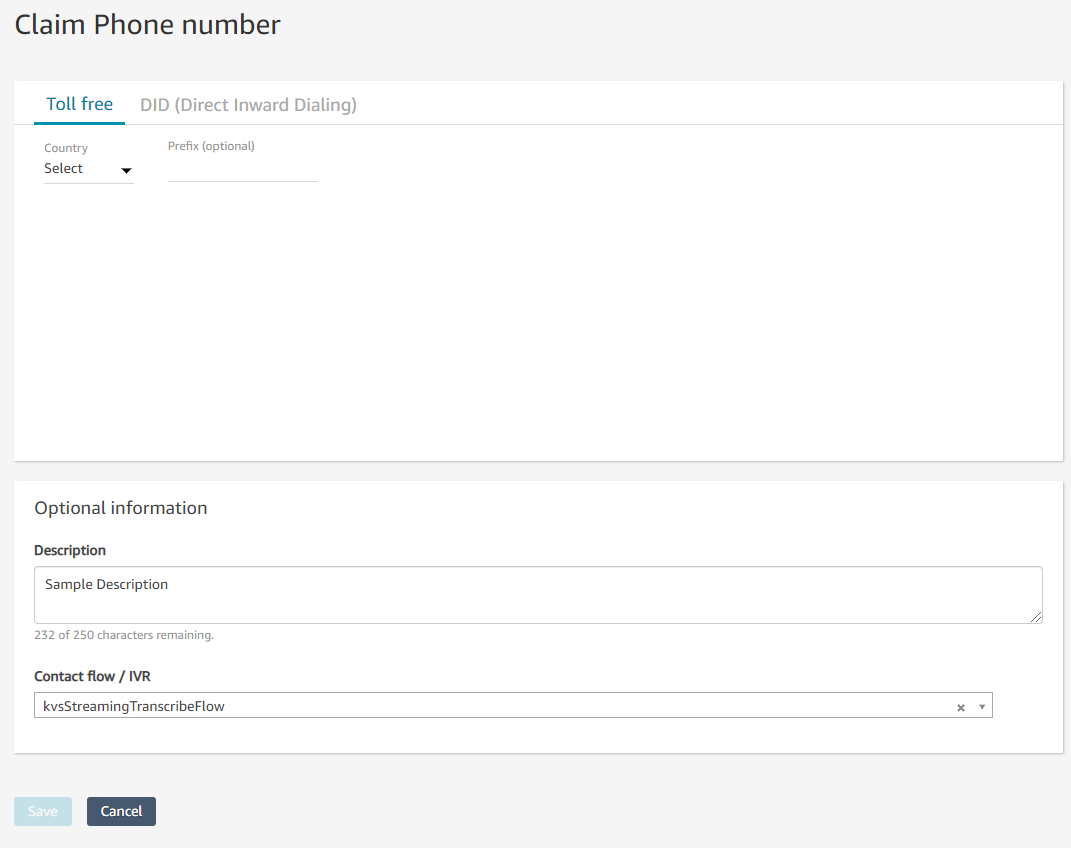 Claim Phone number
Toll free DID (Direct Inward Dialing)
Country Prefix (optional)
Select
Optional information
Description
Sample Description
232 of 250 characters remaining.
Contact flow / IVR
kvsStreamingTranscribeFlow
Save Cancel